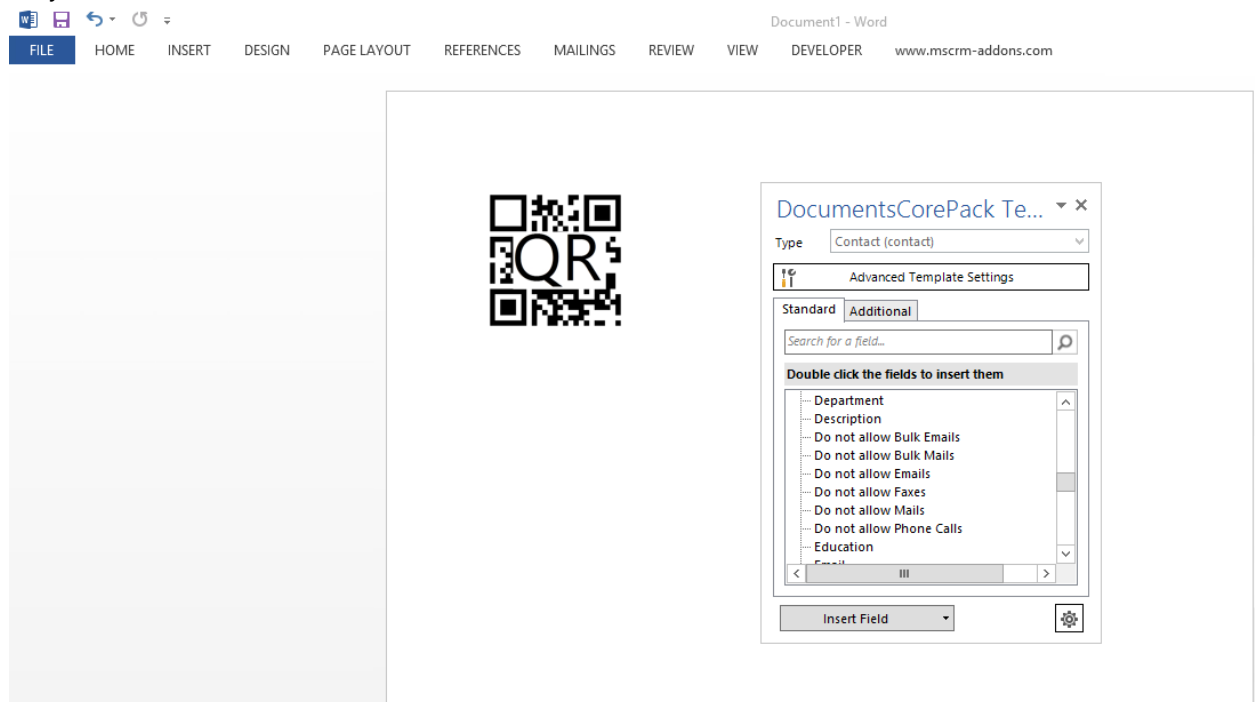 Document1 - Word
FILE HOME INSERT DESIGN PAGE LAYOUT REFERENCES MAILINGS REVIEW VIEW DEVELOPER www.mscrm-addons.com
QR
DocumentsCorePack Te...
Type Contact (contact)
Advanced Template Settings
Standard Additional
Search for a field...
Double click the fields to insert them
Department
Description
Do not allow Bulk Emails
Do not allow Bulk Mails
Do not allow Emails
Do not allow Faxes
Do not allow Mails
Do not allow Phone Calls
Education
Email
Insert Field